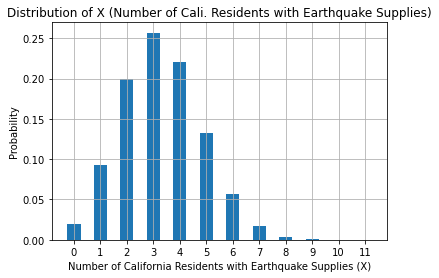 Distribution of X (Number of Cali. Residents with Earthquake Supplies)
Probability
0.25
0.20
0.15
0.10
0.05
0.00
0 1 2 3 4 5 6 7 8 9 10 11
Number of California Residents with Earthquake Supplies (X)